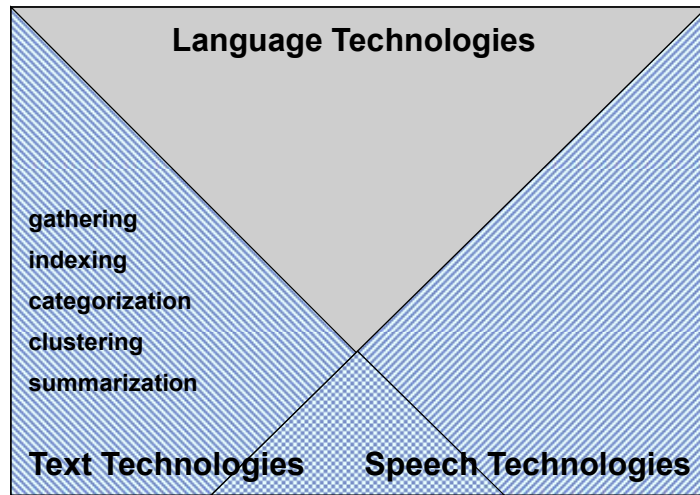 Language Technologies
gathering
indexing
categorization
clustering
summarization
Text Technologies
Speech Technologies